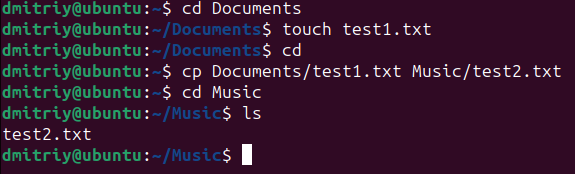 dmitriy@ubuntu:~$ cd Documents
dmitriy@ubuntu:~/Documents$ touch test1.txt
dmitriy@ubuntu:~/Documents$ cd
dmitriy@ubuntu:~$ cp Documents/test1.txt Music/test2.txt
dmitriy@ubuntu:~$ cd Music
dmitriy@ubuntu:~/Music$ ls
test2.txt
dmitriy@ubuntu:~/Music$